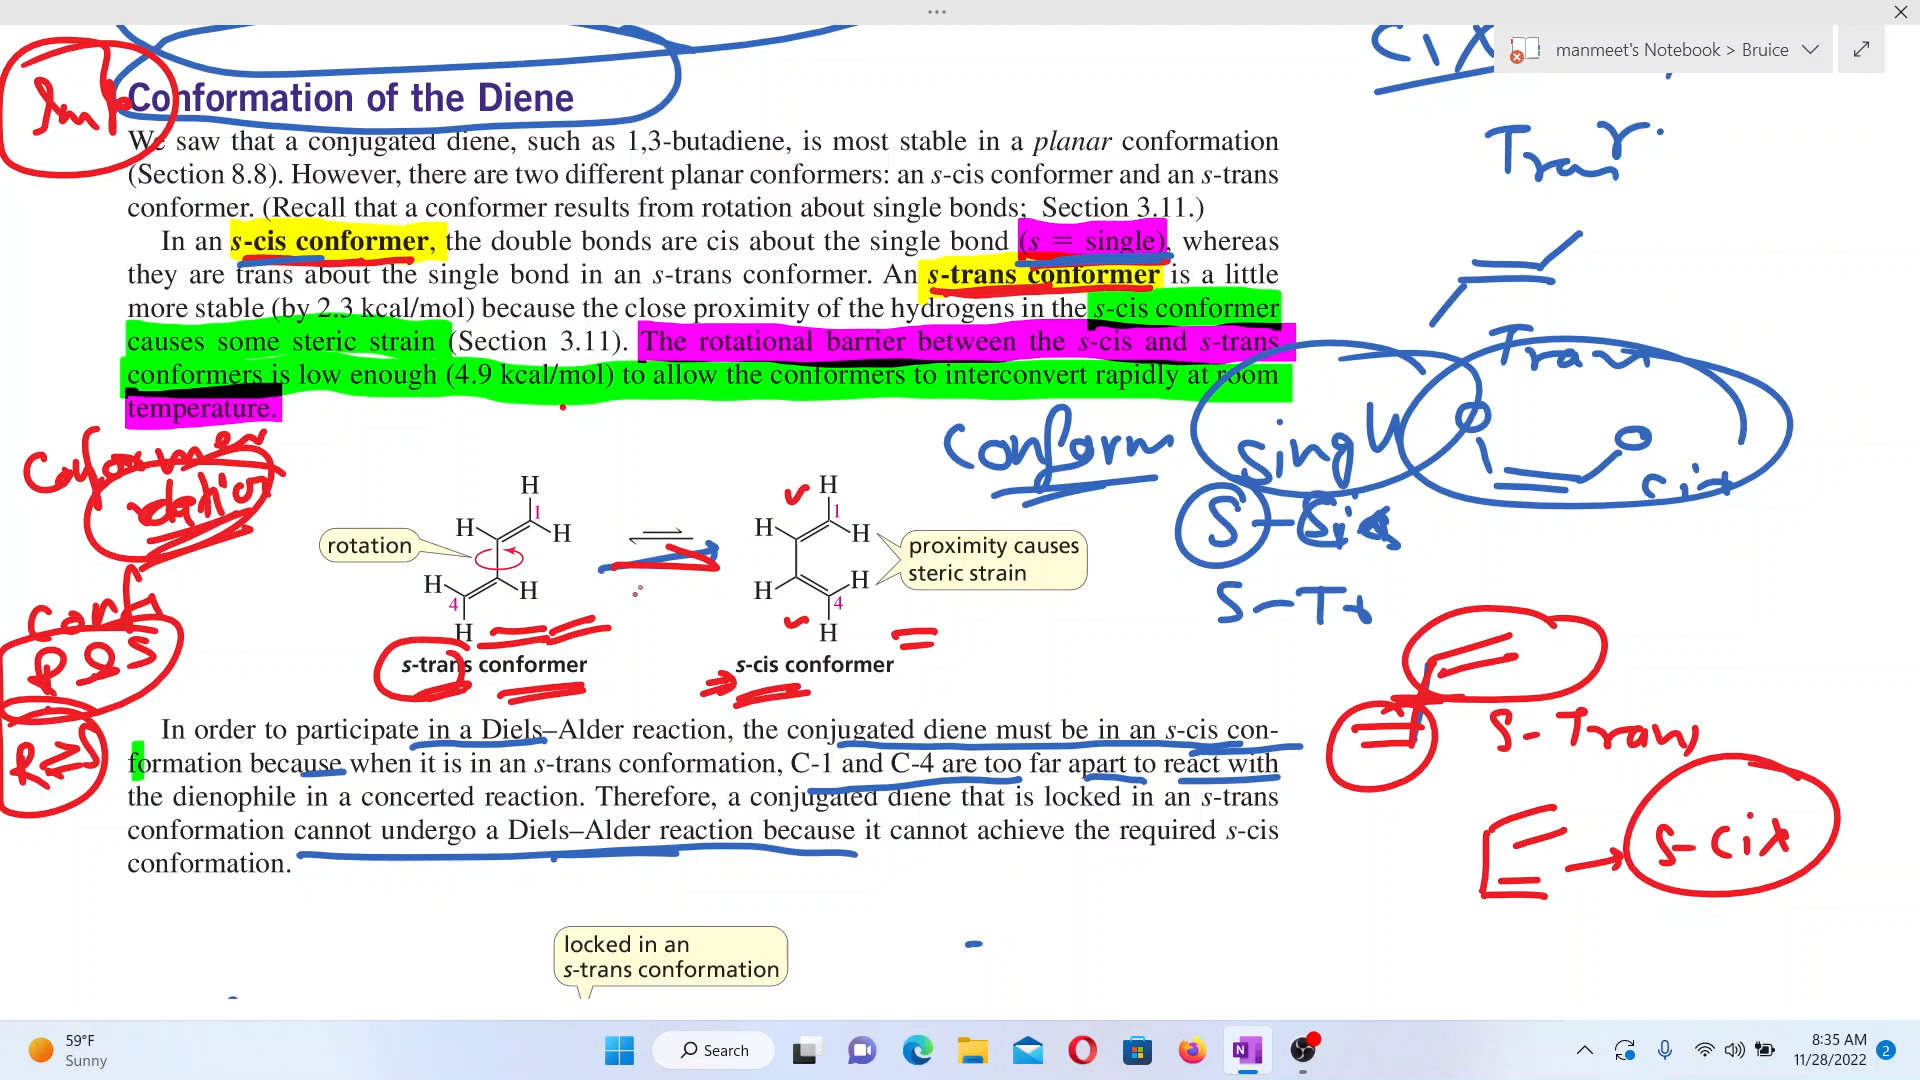 manmeet's Notebook > Bruice
Cix
Imp
Conformation of the Diene
We saw that a conjugated diene, such as 1,3-butadiene, is most stable in a planar conformation
(Section 8.8). However, there are two different planar conformers: an s-cis conformer and an s-trans
conformer. (Recall that a conformer results from rotation about single bonds; Section 3.11.)
In an s-cis conformer, the double bonds are cis about the single bond (s = single), whereas
they are trans about the single bond in an s-trans conformer. An s-trans conformer is a little
more stable (by 2.3 kcal/mol) because the close proximity of the hydrogens in the s-cis conformer
causes some steric strain (Section 3.11). The rotational barrier between the s-cis and s-trans
conformers is low enough (4.9 kcal/mol) to allow the conformers to interconvert rapidly at room
temperature.
Conformer
Conform
H
1
H
H
rotation
H
4
H
H
s-trans conformer
H
1
H
H
H
H
4
H
proximity causes
steric strain
s-cis conformer
S-Tr
Conf
R & S
R ⇌ S
S-Trans
S-Cix
In order to participate in a Diels–Alder reaction, the conjugated diene must be in an s-cis con-
formation because when it is in an s-trans conformation, C-1 and C-4 are too far apart to react with
the dienophile in a concerted reaction. Therefore, a conjugated diene that is locked in an s-trans
conformation cannot undergo a Diels–Alder reaction because it cannot achieve the required s-cis
conformation.
locked in an
s-trans conformation
59°F
Sunny
Search
8:35 AM
11/28/2022
2